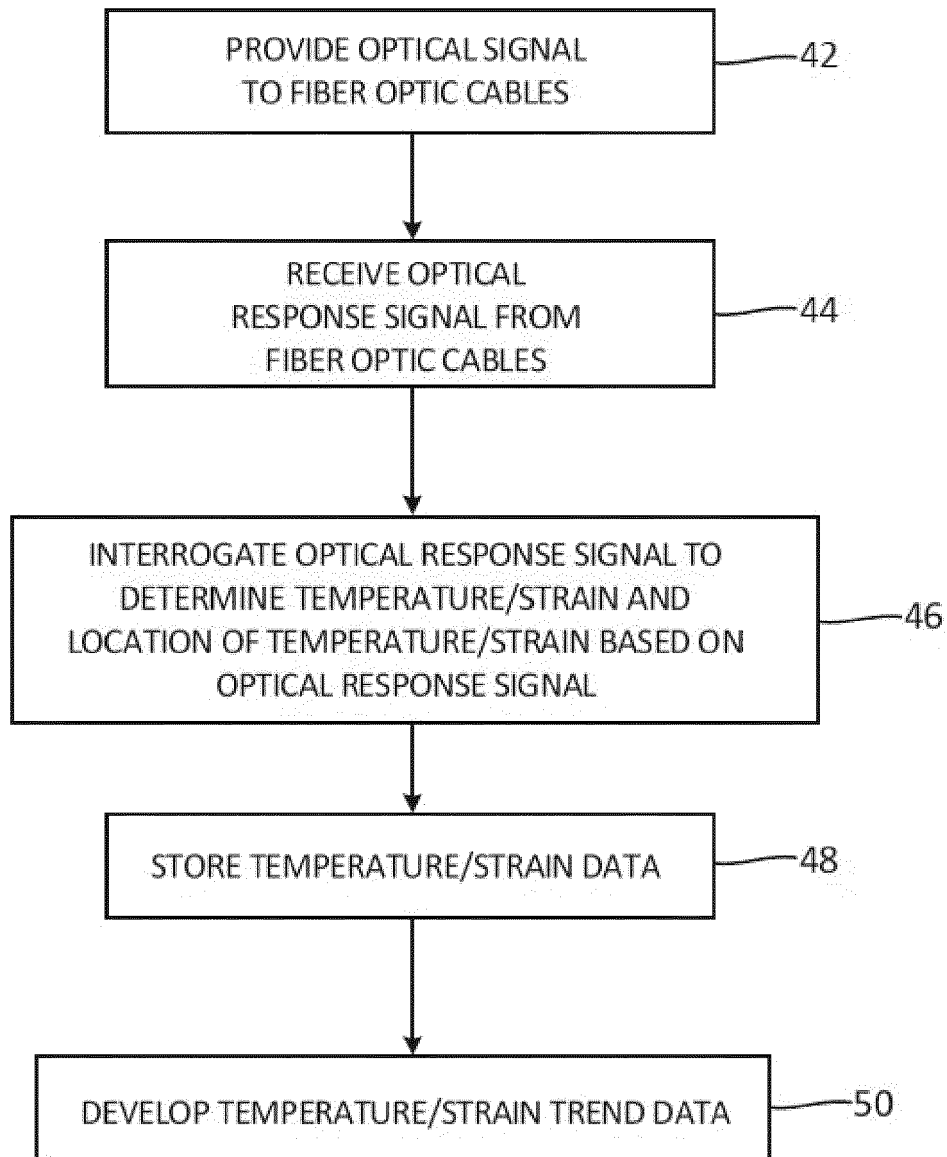 PROVIDE OPTICAL SIGNAL
TO FIBER OPTIC CABLES
42
RECEIVE OPTICAL
RESPONSE SIGNAL FROM
FIBER OPTIC CABLES
44
INTERROGATE OPTICAL RESPONSE SIGNAL TO
DETERMINE TEMPERATURE/STRAIN AND
LOCATION OF TEMPERATURE/STRAIN BASED ON
OPTICAL RESPONSE SIGNAL
46
STORE TEMPERATURE/STRAIN DATA
48
DEVELOP TEMPERATURE/STRAIN TREND DATA
50